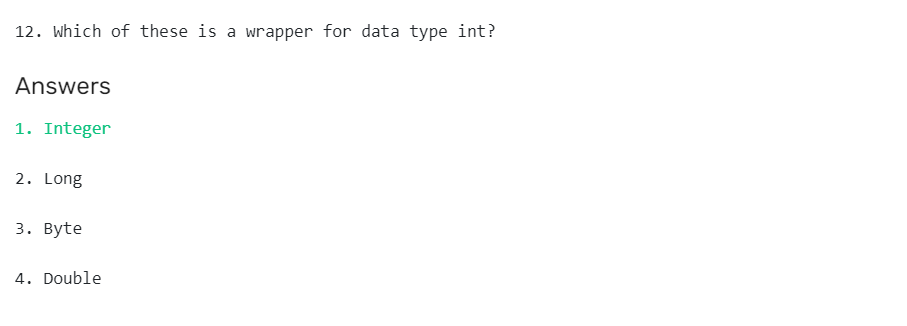 12. Which of these is a wrapper for data type int?
Answers
1. Integer
2. Long
3. Byte
4. Double